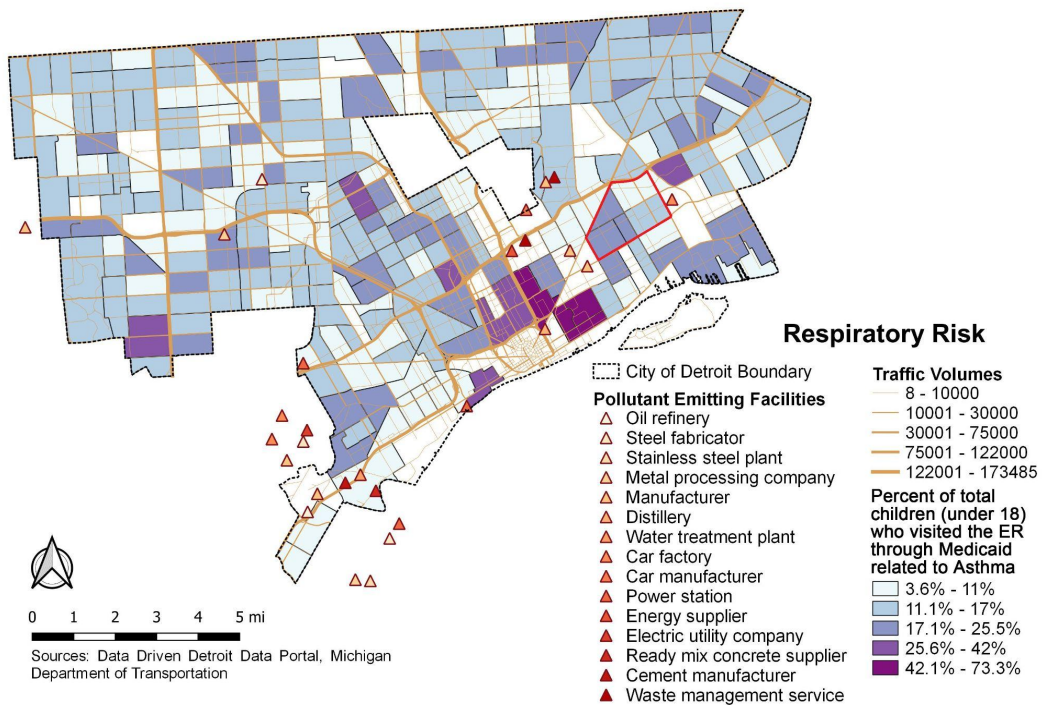 Respiratory Risk
City of Detroit Boundary
Pollutant Emitting Facilities
Oil refinery
Steel fabricator
Stainless steel plant
Metal processing company
Manufacturer
Distillery
Water treatment plant
Car factory
Car manufacturer
Power station
Energy supplier
Electric utility company
Ready mix concrete supplier
Cement manufacturer
Waste management service
Traffic Volumes
8 - 10000
10001 - 30000
30001 - 75000
75001 - 122000
122001 - 173485
Percent of total
children (under 18)
who visited the ER
through Medicaid
related to Asthma
3.6% - 11%
11.1% - 17%
17.1% - 25.5%
25.6% - 42%
42.1% - 73.3%
0 1 2 3 4 5 mi
Sources: Data Driven Detroit Data Portal, Michigan
Department of Transportation